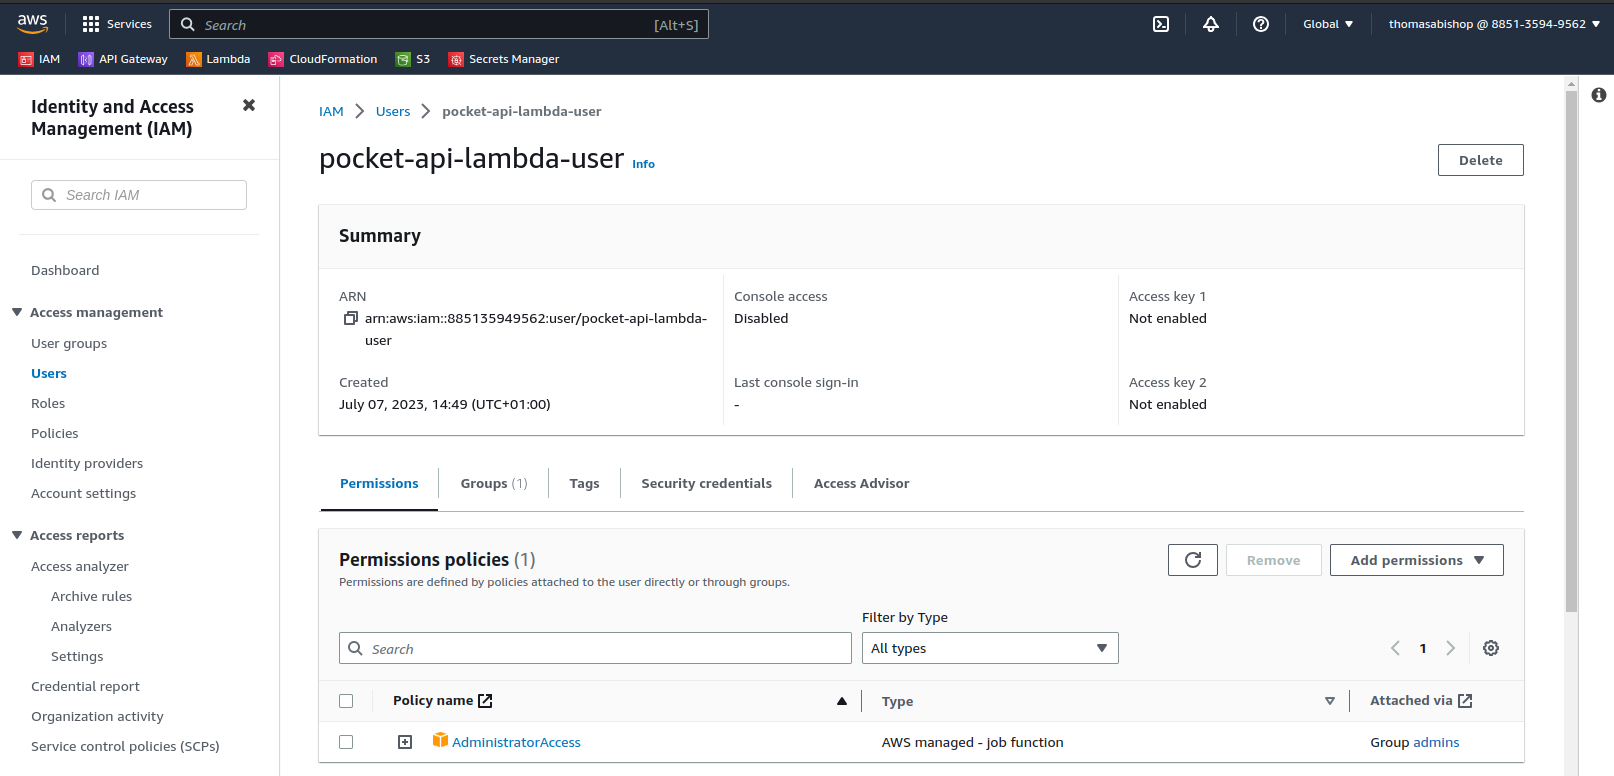 aws
Services
Search
[Alt+S]
Global
thomasabishop @ 8851-3594-9562
IAM
API Gateway
Lambda
CloudFormation
S3
Secrets Manager
Identity and Access
Management (IAM)
Search IAM
Dashboard
Access management
User groups
Users
Roles
Policies
Identity providers
Account settings
Access reports
Access analyzer
Archive rules
Analyzers
Settings
Credential report
Organization activity
Service control policies (SCPs)
IAM
Users
pocket-api-lambda-user
pocket-api-lambda-user
Info
Delete
Summary
ARN
arn:aws:iam::885135949562:user/pocket-api-lambda-
user
Created
July 07, 2023, 14:49 (UTC+01:00)
Console access
Disabled
Last console sign-in
-
Access key 1
Not enabled
Access key 2
Not enabled
Permissions
Groups (1)
Tags
Security credentials
Access Advisor
Permissions policies (1)
Permissions are defined by policies attached to the user directly or through groups.
Remove
Add permissions
Filter by Type
Search
All types
1
Policy name
Type
Attached via
AdministratorAccess
AWS managed - job function
Group admins